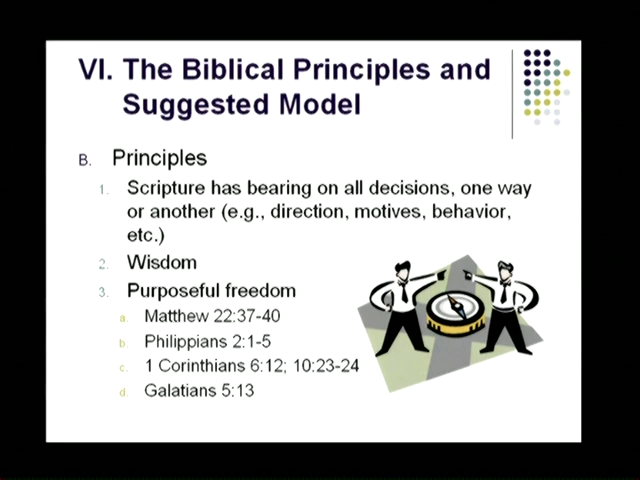 VI. The Biblical Principles and
Suggested Model
B. Principles
1. Scripture has bearing on all decisions, one way
or another (e.g., direction, motives, behavior,
etc.)
2. Wisdom
3. Purposeful freedom
a. Matthew 22:37-40
b. Philippians 2:1-5
c. 1 Corinthians 6:12; 10:23-24
d. Galatians 5:13